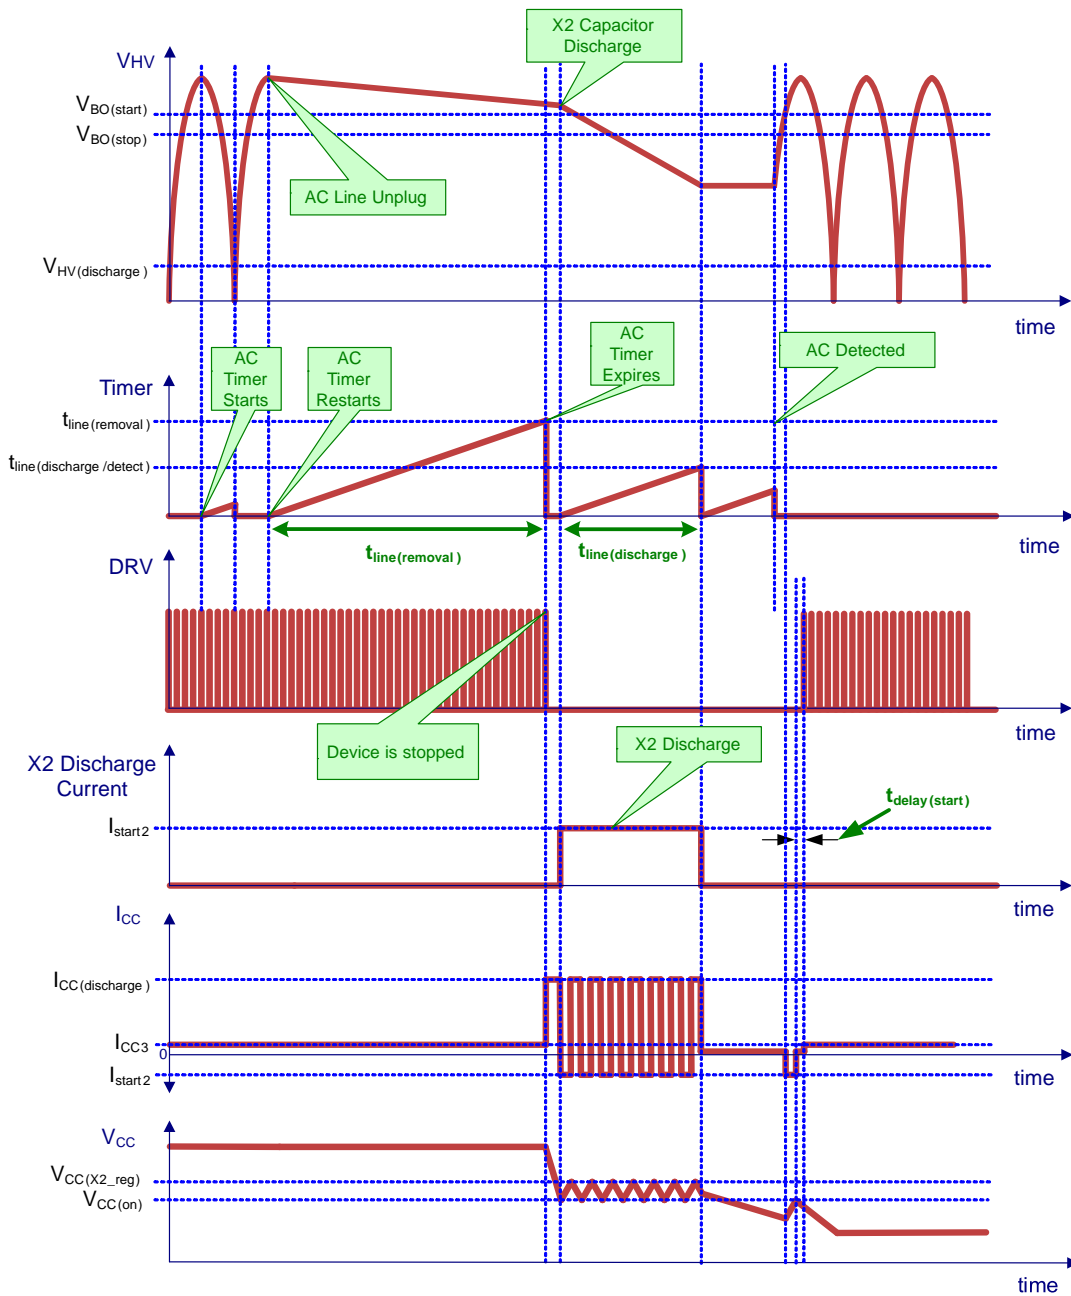 X2 Capacitor
Discharge
VHV
VBO(start)
VBO(stop)
AC Line Unplug
VHV(discharge )
time
AC
Timer
Starts
AC
Timer
Restarts
AC
Timer
Expires
AC Detected
Timer
tline(removal)
tline(discharge /detect)
tline(removal )
tline(discharge )
time
DRV
Device is stopped
X2 Discharge
time
X2 Discharge
Current
tdelay(start)
Istart2
time
ICC
ICC(discharge )
ICC3
0
Istart2
time
VCC
VCC(X2_reg)
VCC(on)
time